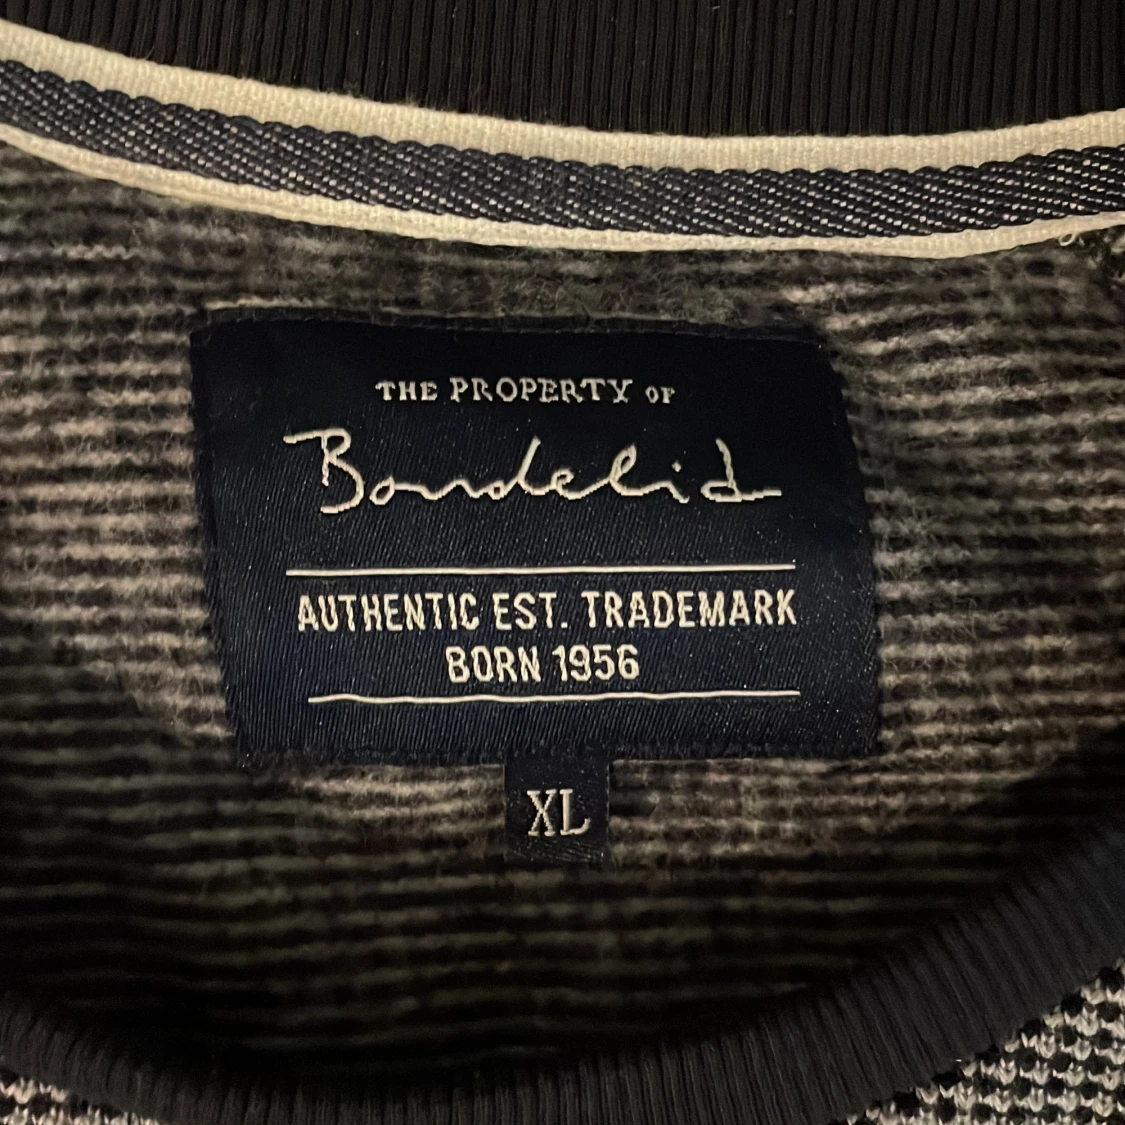 THE PROPERTY OF
Bondelid
AUTHENTIC EST. TRADEMARK
BORN 1956
XL